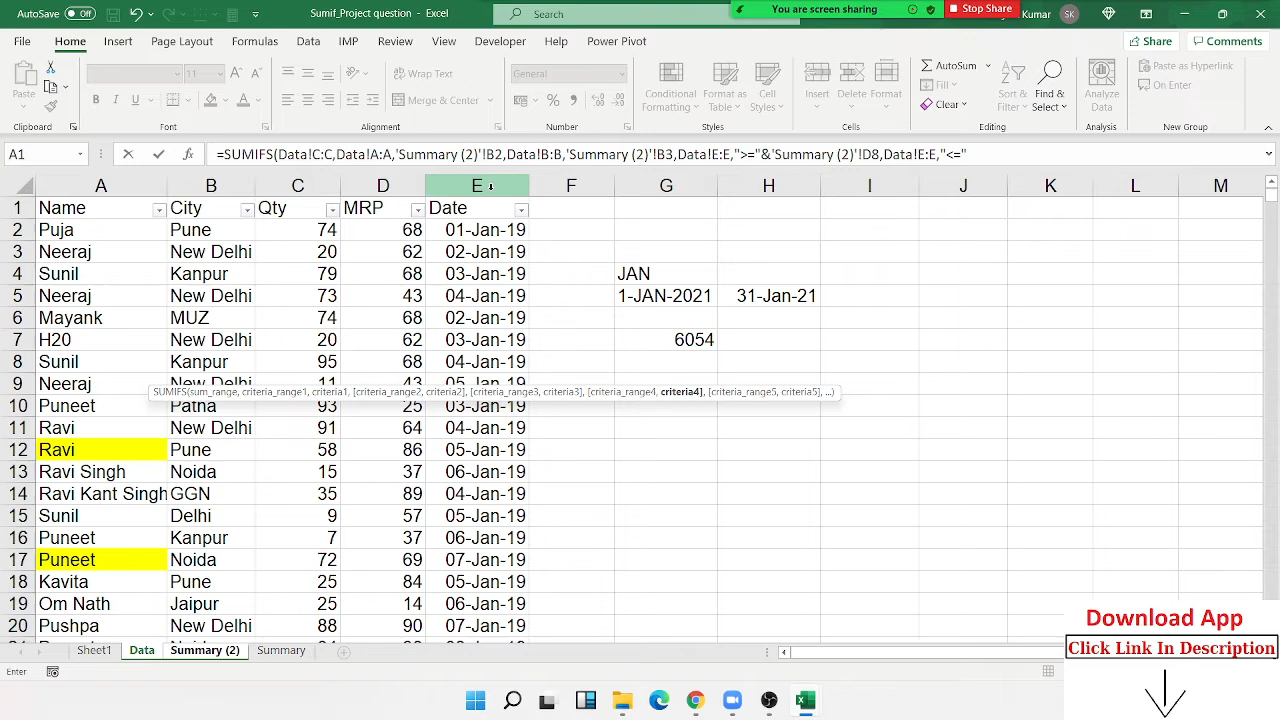 AutoSave Off Sumif_Project question - Excel Search You are screen sharing Stop Share Kumar SK
File Home Insert Page Layout Formulas Data IMP Review View Developer Help Power Pivot Share Comments
Paste 11 Wrap Text General Conditional Formatting Format as Table Cell Styles Insert Delete Format AutoSum Fill Clear Sort & Filter Find & Select Analyze Data Paste as Hyperlink On Enter
Merge & Center
Clipboard Font Alignment Number Styles Cells Editing Analysis New Group
A1 =SUMIFS(Data!C:C,Data!A:A,'Summary (2)'!B2,Data!B:B,'Summary (2)'!B3,Data!E:E,">="&'Summary (2)'!D8,Data!E:E,"<="
A B C D E F G H I J K L M
1 Name City Qty MRP Date
2 Puja Pune 74 68 01-Jan-19
3 Neeraj New Delhi 20 62 02-Jan-19
4 Sunil Kanpur 79 68 03-Jan-19 JAN
5 Neeraj New Delhi 73 43 04-Jan-19 1-JAN-2021 31-Jan-21
6 Mayank MUZ 74 68 02-Jan-19
7 H20 New Delhi 20 62 03-Jan-19 6054
8 Sunil Kanpur 95 68 04-Jan-19
9 Neeraj New Delhi 11 43 05-Jan-19
SUMIFS(sum_range, criteria_range1, criteria1, [criteria_range2, criteria2], [criteria_range3, criteria3], [criteria_range4, criteria4], [criteria_range5, criteria5], ...)
10 Puneet Patna 93 25 03-Jan-19
11 Ravi New Delhi 91 64 04-Jan-19
12 Ravi Pune 58 86 05-Jan-19
13 Ravi Singh Noida 15 37 06-Jan-19
14 Ravi Kant Singh GGN 35 89 04-Jan-19
15 Sunil Delhi 9 57 05-Jan-19
16 Puneet Kanpur 7 37 06-Jan-19
17 Puneet Noida 72 69 07-Jan-19
18 Kavita Pune 25 84 05-Jan-19
19 Om Nath Jaipur 25 14 06-Jan-19
20 Pushpa New Delhi 88 90 07-Jan-19
Sheet1 Data Summary (2) Summary
Enter
Download App
Click Link In Description